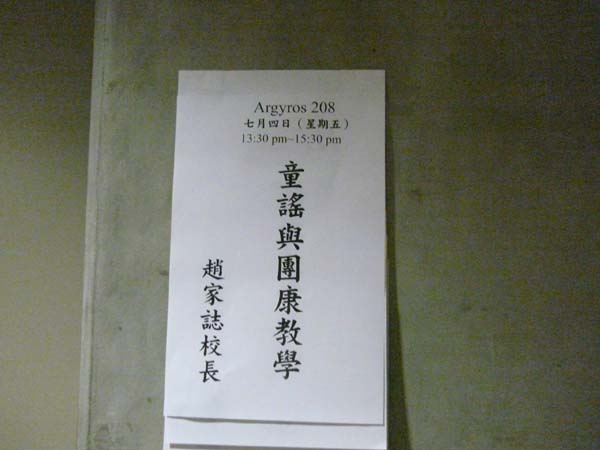 Argyros 208
七月四日（星期五）
13:30 pm–15:30 pm
童謠與團康教學
趙家誌校長